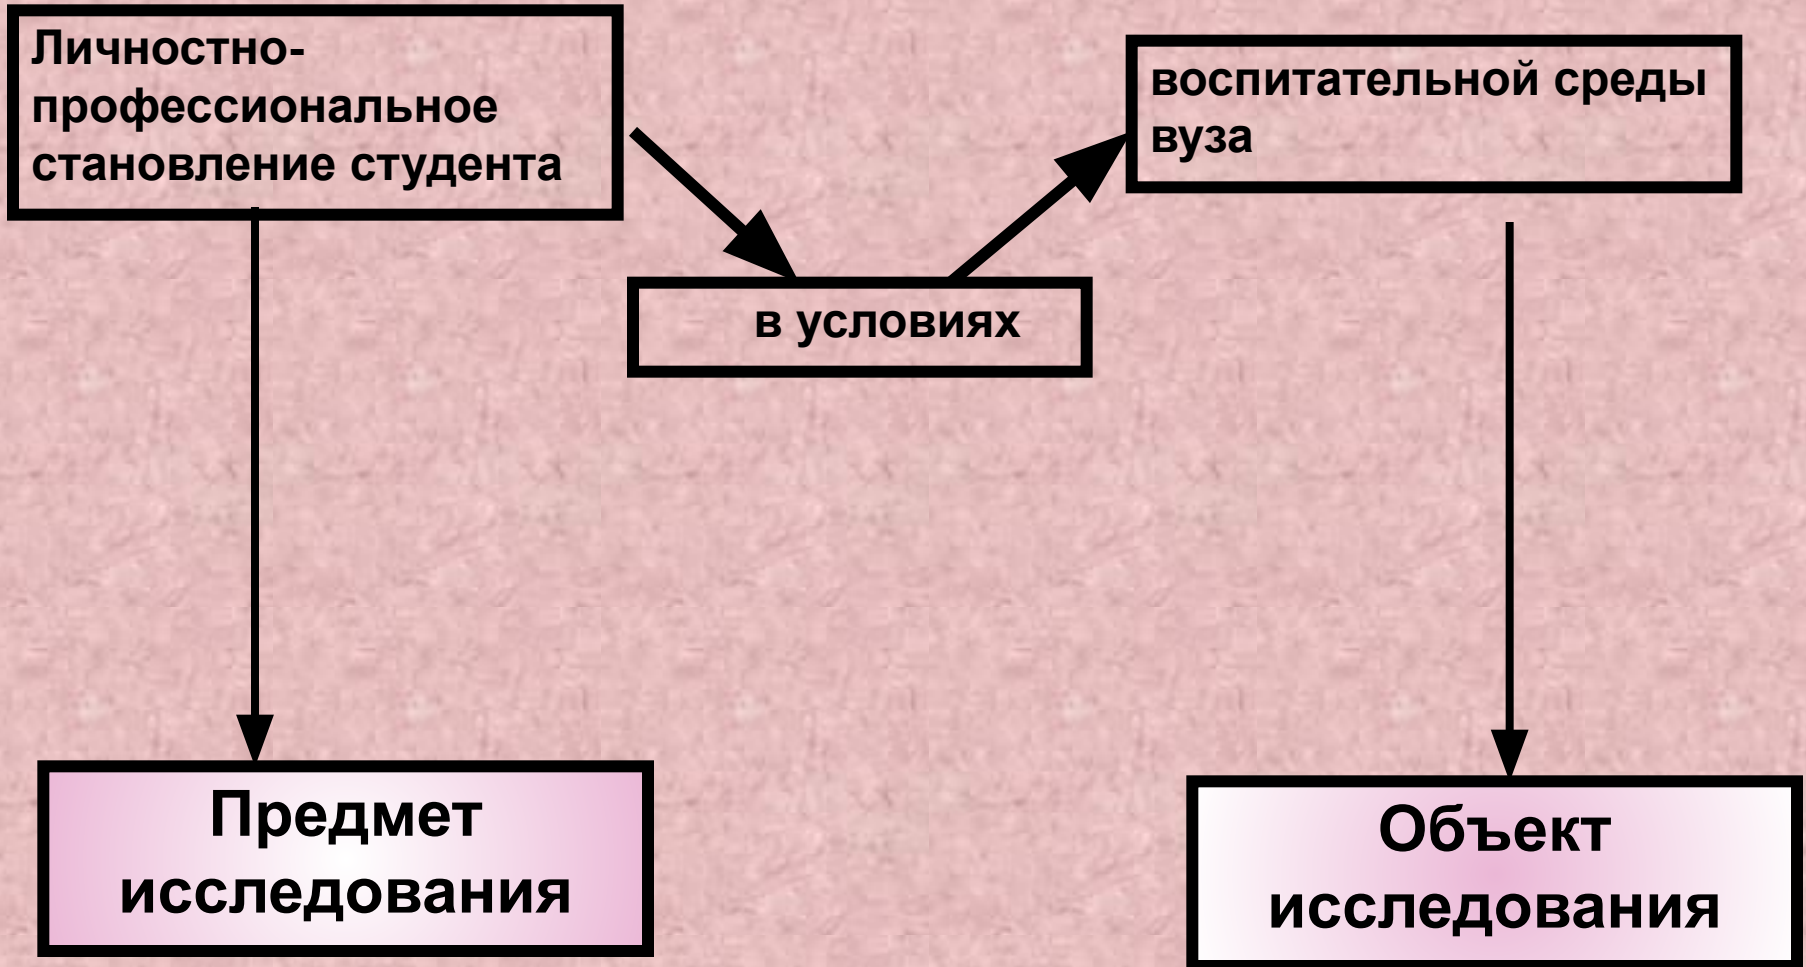 Личностно-
профессиональное
становление студента
воспитательной среды
вуза
в условиях
Предмет
исследования
Объект
исследования